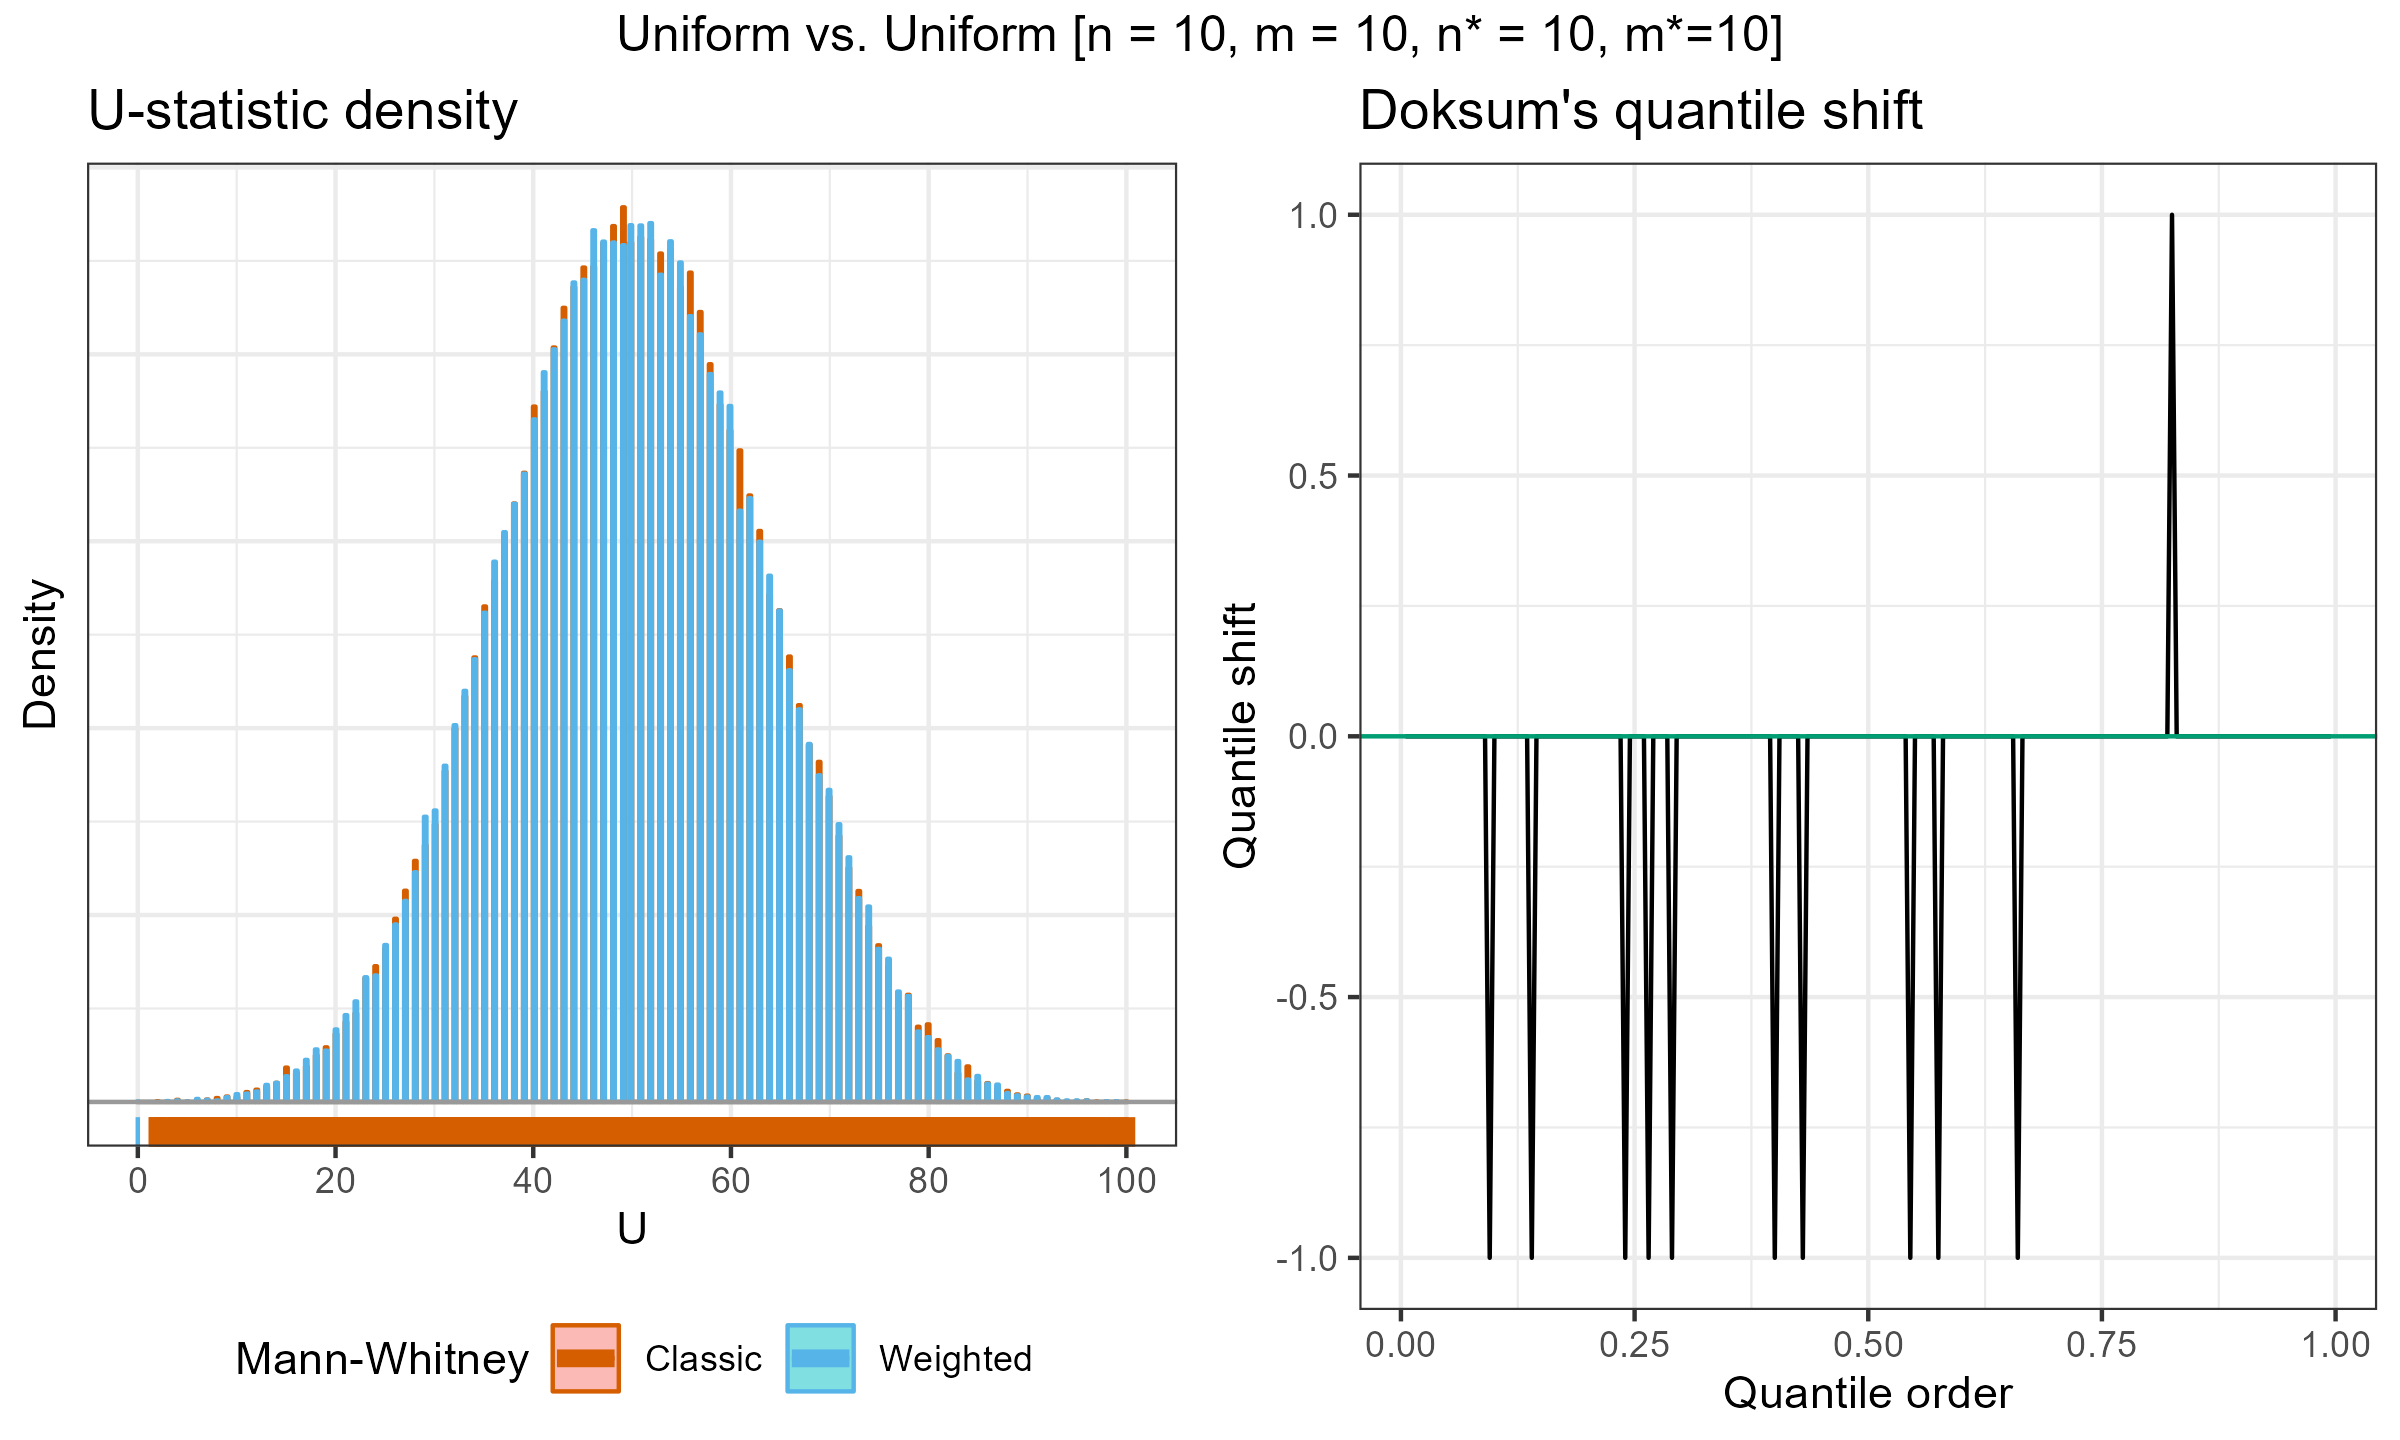 Uniform vs. Uniform [n = 10, m = 10, n* = 10, m*=10]
U-statistic density
Density
0 20 40 60 80 100
U
Mann-Whitney Classic Weighted
Doksum's quantile shift
Quantile shift
1.0
0.5
0.0
-0.5
-1.0
0.00 0.25 0.50 0.75 1.00
Quantile order